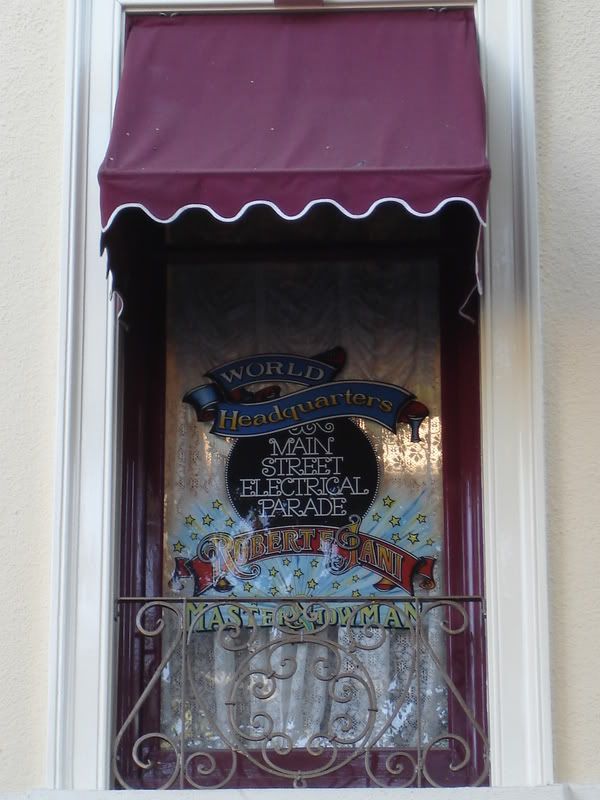 WORLD
Headquarters
MAIN
STREET
ELECTRICAL
PARADE
ROBERT F. JANI
MASTER SHOWMAN